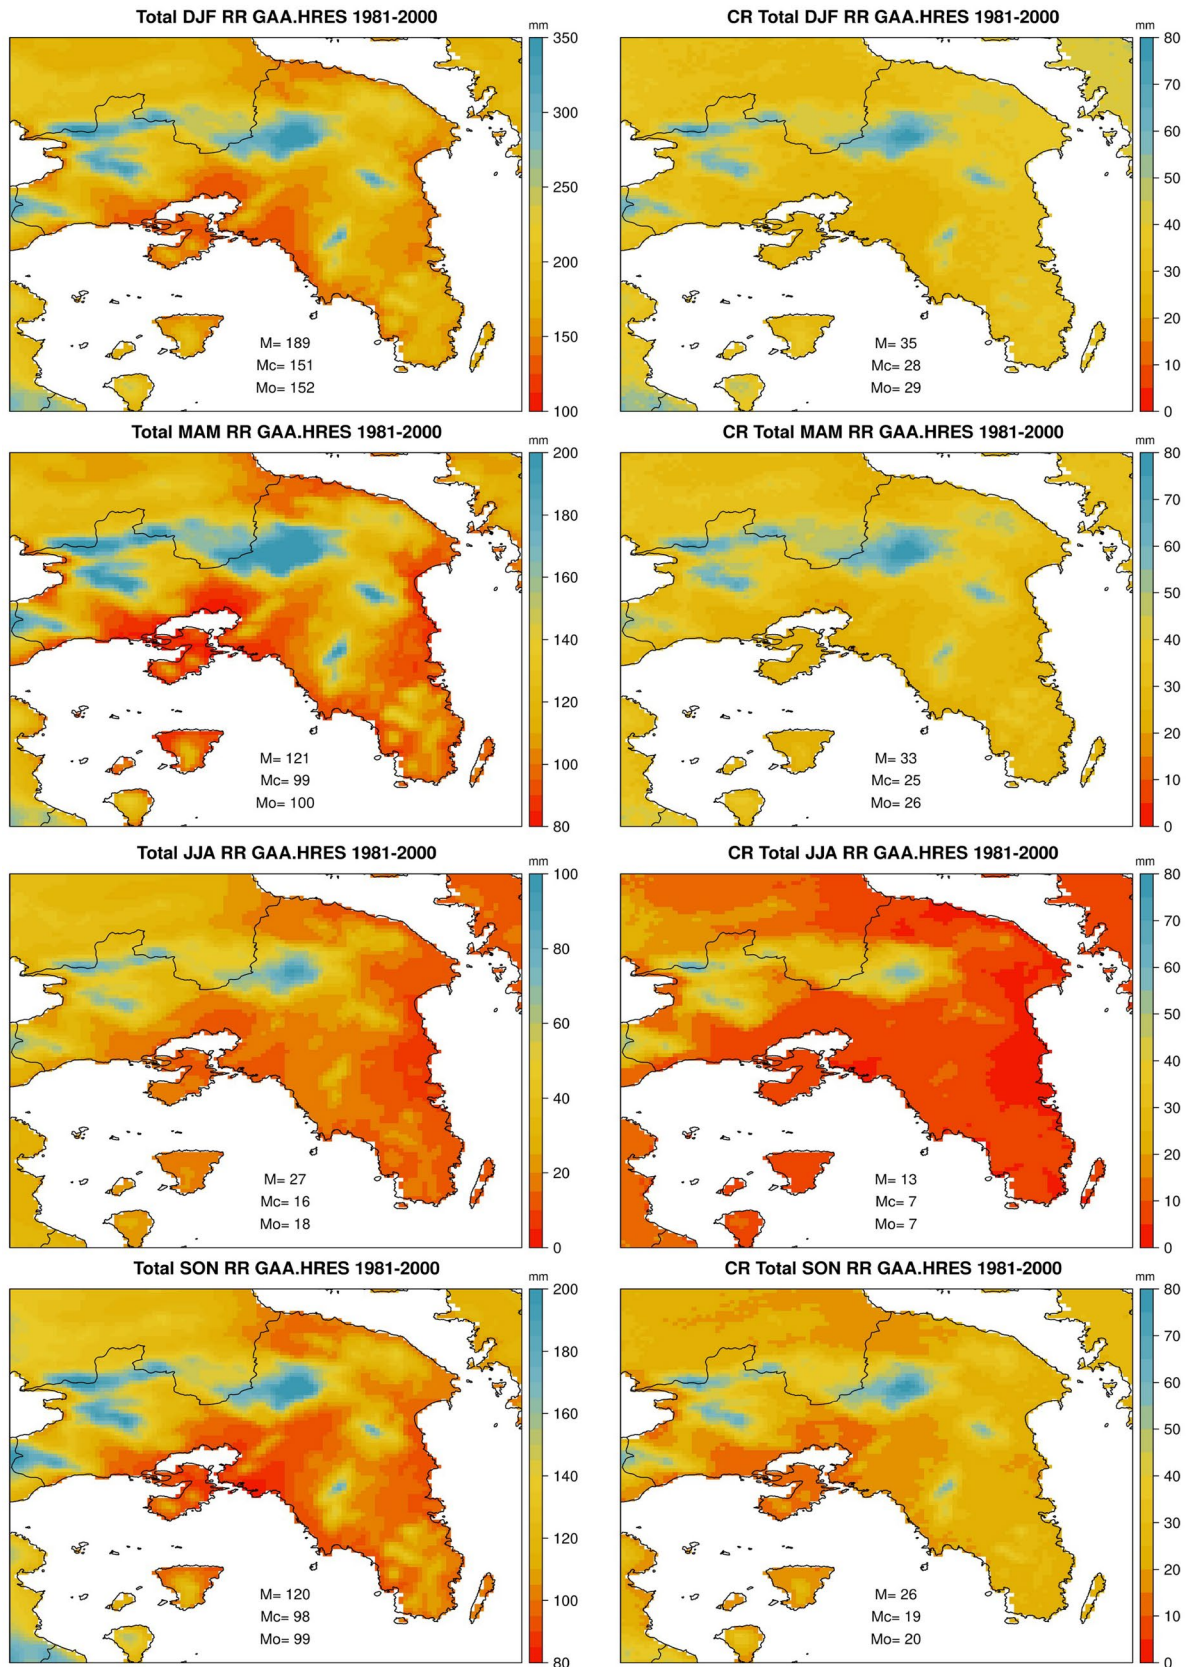 Total DJF RR GAA.HRES 1981-2000
mm
350
300
250
200
150
100
M= 189
Mc= 151
Mo= 152
CR Total DJF RR GAA.HRES 1981-2000
mm
80
70
60
50
40
30
20
10
0
M= 35
Mc= 28
Mo= 29
Total MAM RR GAA.HRES 1981-2000
mm
200
180
160
140
120
100
80
M= 121
Mc= 99
Mo= 100
CR Total MAM RR GAA.HRES 1981-2000
mm
80
70
60
50
40
30
20
10
0
M= 33
Mc= 25
Mo= 26
Total JJA RR GAA.HRES 1981-2000
mm
100
80
60
40
20
0
M= 27
Mc= 16
Mo= 18
CR Total JJA RR GAA.HRES 1981-2000
mm
80
70
60
50
40
30
20
10
0
M= 13
Mc= 7
Mo= 7
Total SON RR GAA.HRES 1981-2000
mm
200
180
160
140
120
100
80
M= 120
Mc= 98
Mo= 99
CR Total SON RR GAA.HRES 1981-2000
mm
80
70
60
50
40
30
20
10
0
M= 26
Mc= 19
Mo= 20